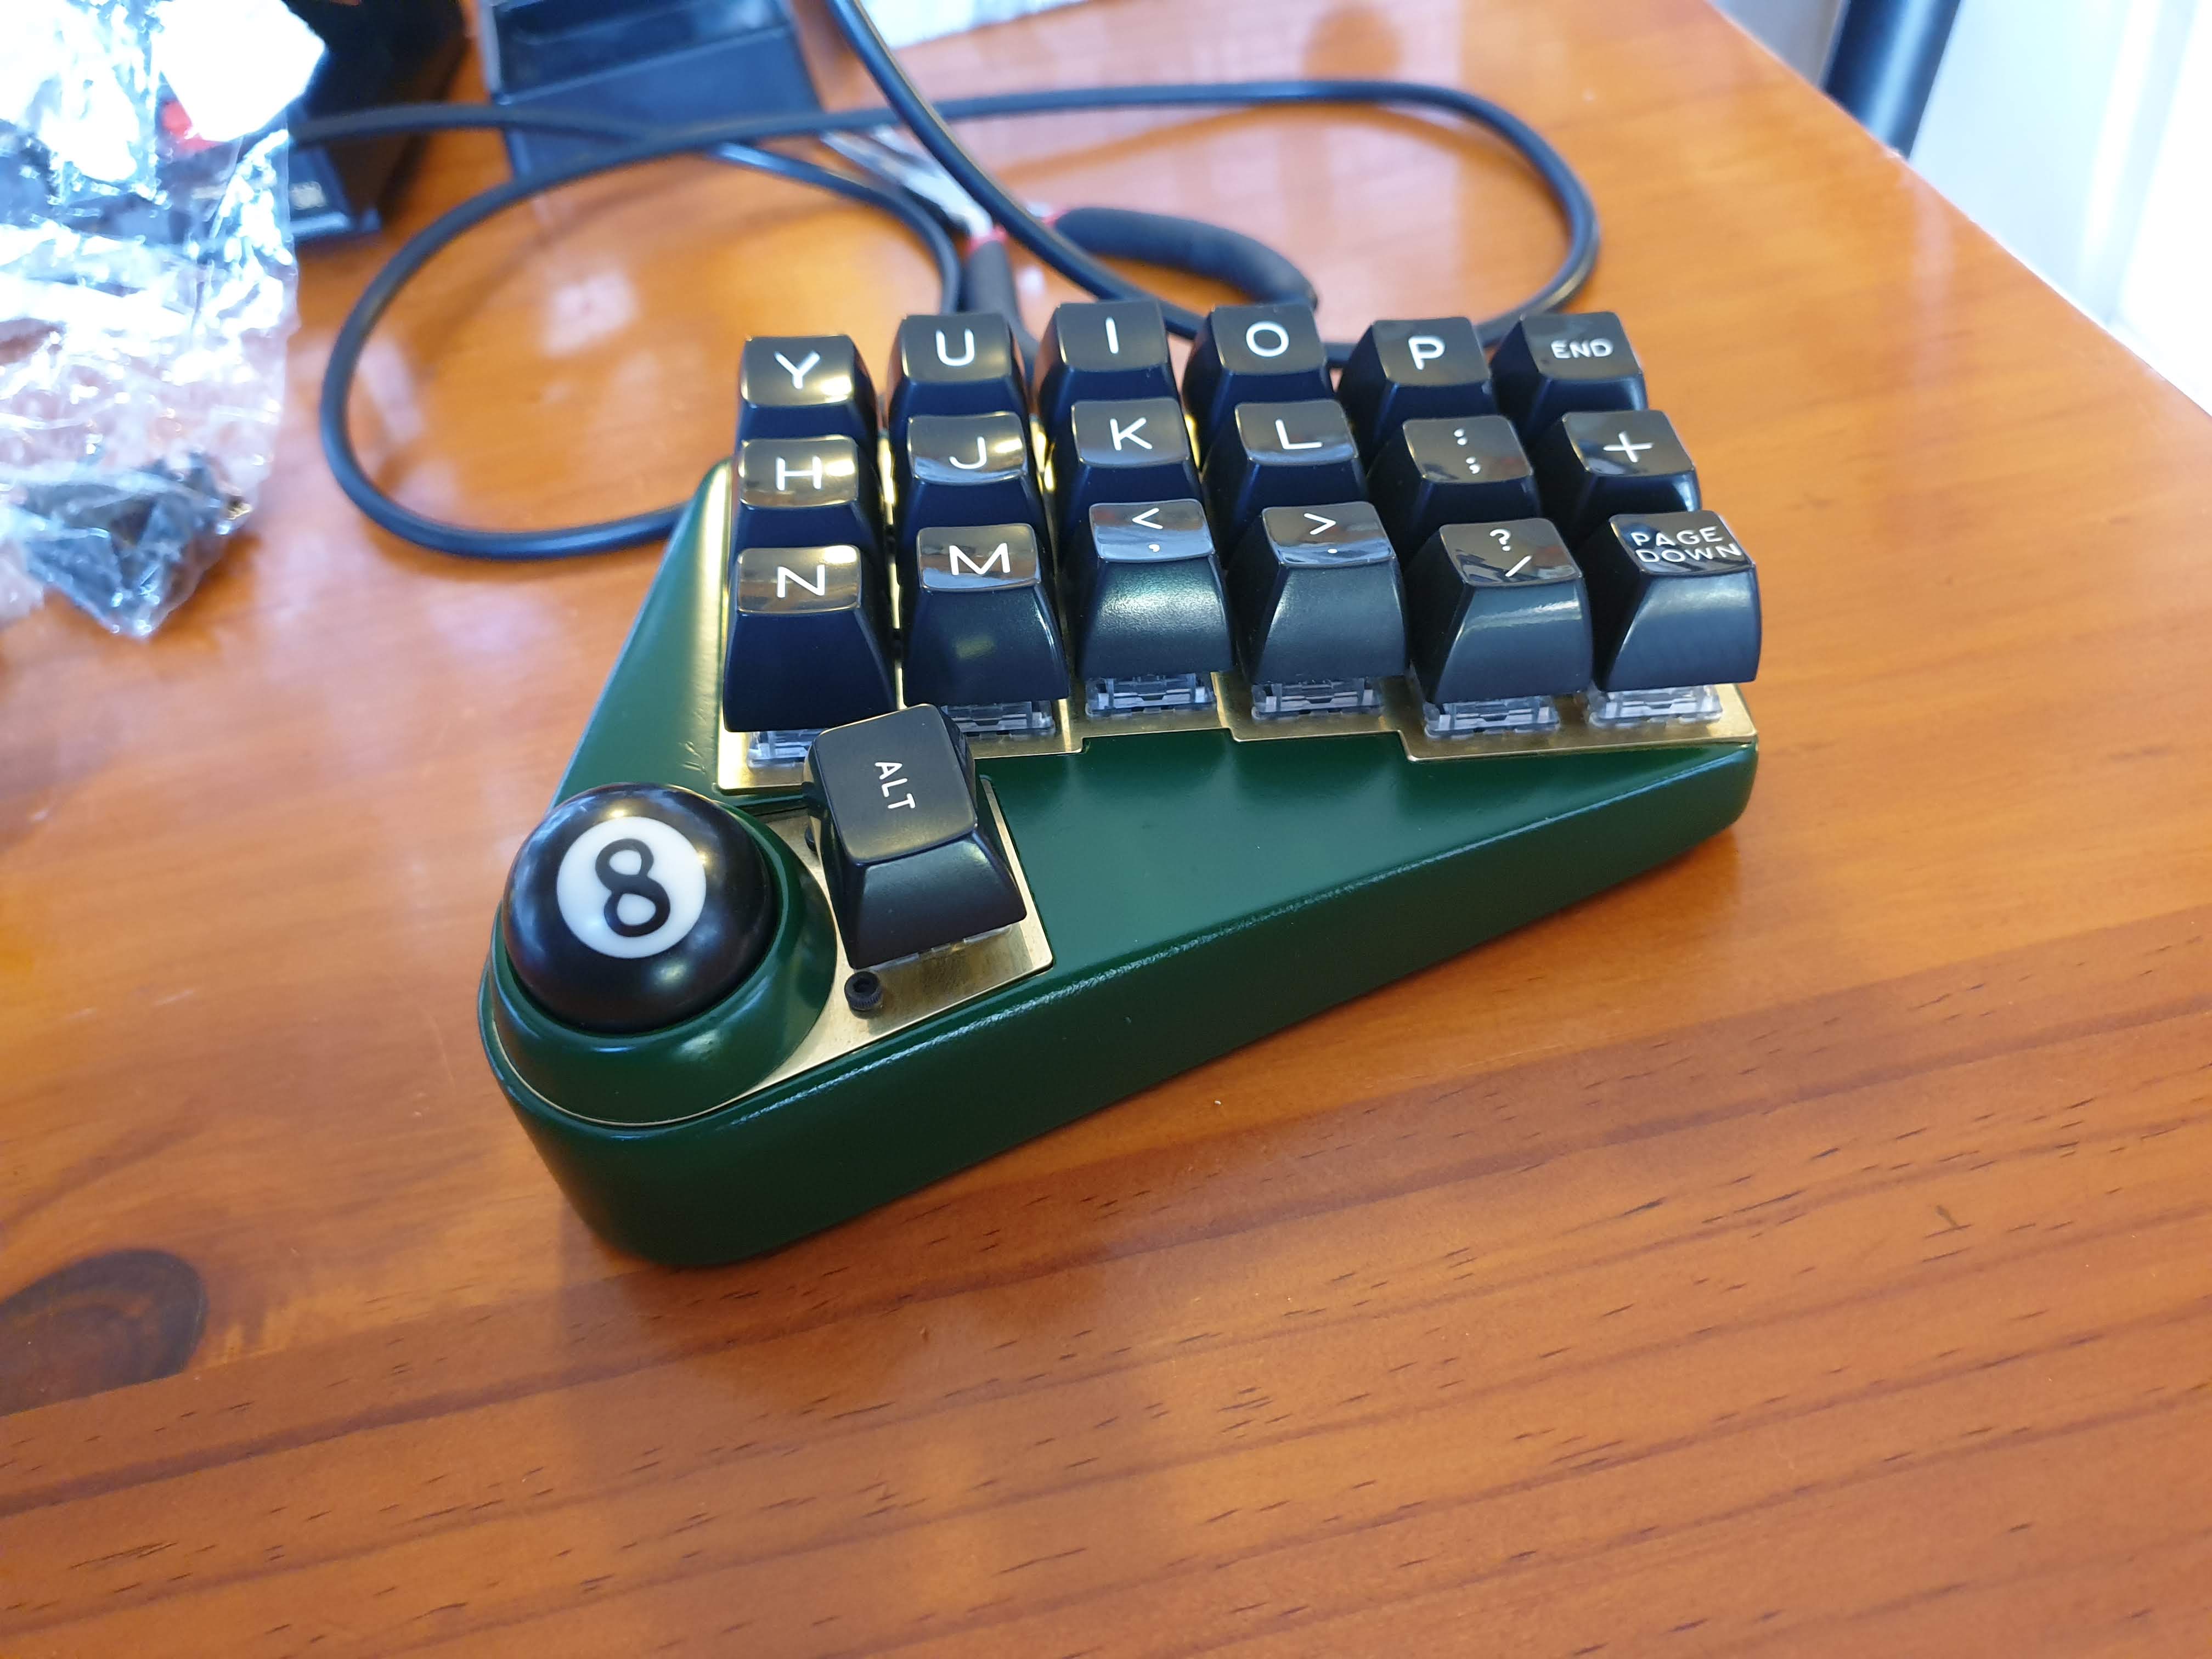 Y U I O P END
H J K L : ; +
N M < , > . ? / PAGE DOWN
ALT
8